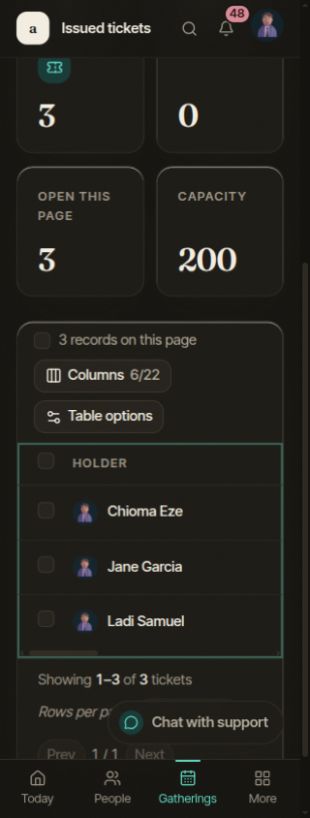 a Issued tickets 48
3 0
OPEN THIS PAGE
CAPACITY
3 200
3 records on this page
Columns 6/22
Table options
HOLDER
Chioma Eze
Jane Garcia
Ladi Samuel
Showing 1–3 of 3 tickets
Rows per
Chat with support
Prev 1 / 1 Next
Today People Gatherings More